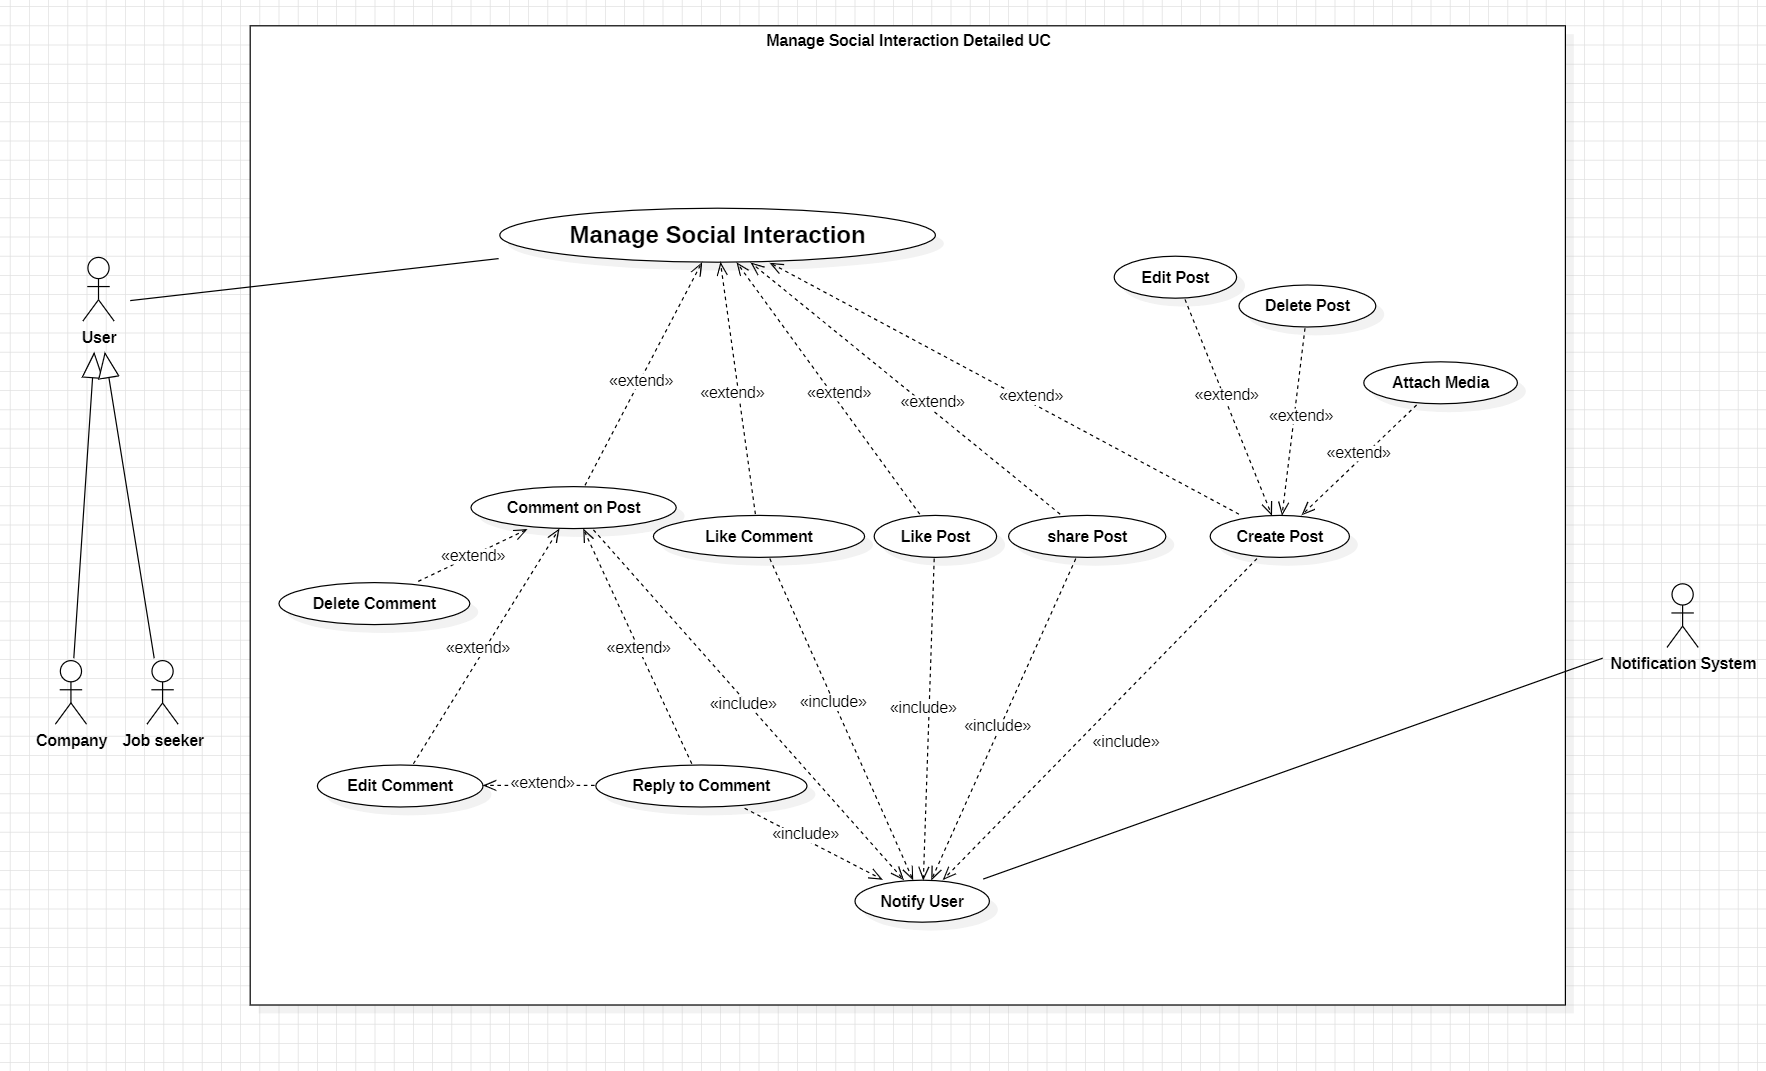 Manage Social Interaction Detailed UC
Manage Social Interaction
Edit Post
Delete Post
User
«extend»
«extend»
«extend»
«extend»
«extend»
«extend»
«extend»
Attach Media
«extend»
Comment on Post
Like Comment
Like Post
share Post
Create Post
«extend»
Delete Comment
«extend»
«extend»
Notification System
«include»
«include»
«include»
«include»
«include»
Company
Job seeker
Edit Comment
«extend»
Reply to Comment
«include»
Notify User